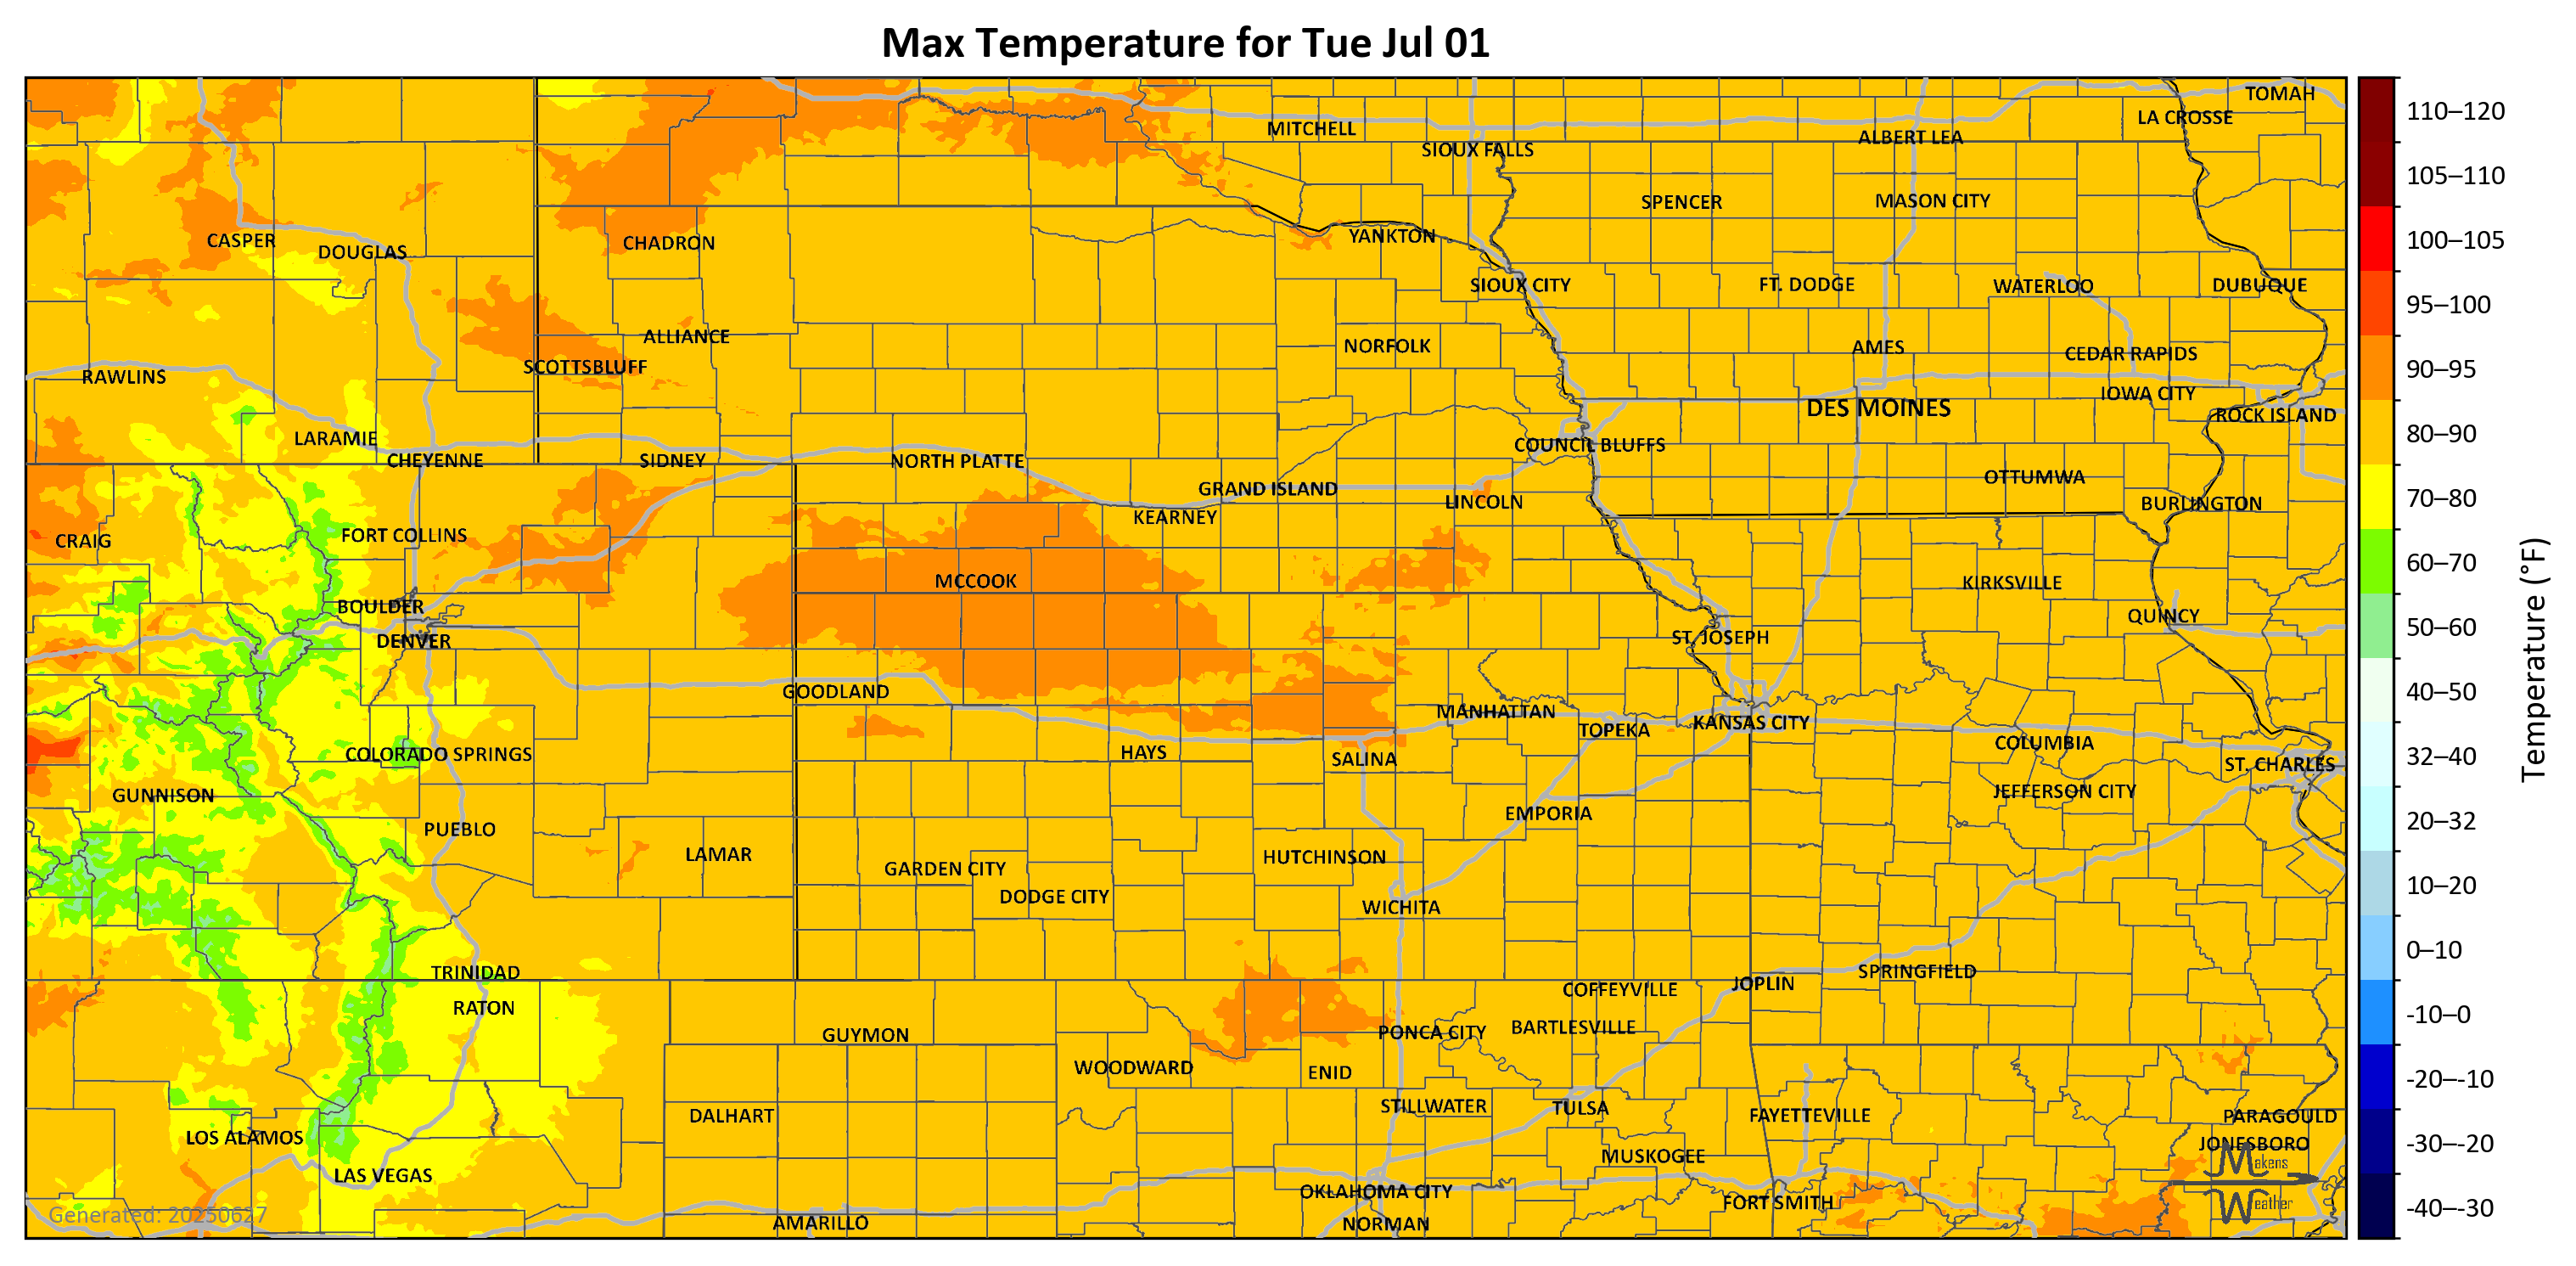 Max Temperature for Tue Jul 01
TOMAH
LA CROSSE
MITCHELL
ALBERT LEA
SIOUX FALLS
SPENCER
MASON CITY
CASPER
DOUGLAS
CHADRON
YANKTON
SIOUX CITY
FT. DODGE
WATERLOO
DUBUQUE
ALLIANCE
NORFOLK
AMES
CEDAR RAPIDS
SCOTTSBLUFF
RAWLINS
IOWA CITY
DES MOINES
ROCK ISLAND
LARAMIE
COUNCIL BLUFFS
CHEYENNE
SIDNEY
NORTH PLATTE
OTTUMWA
GRAND ISLAND
LINCOLN
BURLINGTON
KEARNEY
FORT COLLINS
CRAIG
MCCOOK
KIRKSVILLE
BOULDER
QUINCY
DENVER
ST. JOSEPH
GOODLAND
MANHATTAN
TOPEKA
KANSAS CITY
COLUMBIA
COLORADO SPRINGS
HAYS
SALINA
ST. CHARLES
GUNNISON
JEFFERSON CITY
EMPORIA
PUEBLO
LAMAR
HUTCHINSON
GARDEN CITY
DODGE CITY
WICHITA
TRINIDAD
SPRINGFIELD
JOPLIN
COFFEYVILLE
RATON
BARTLESVILLE
PONCA CITY
GUYMON
WOODWARD
ENID
STILLWATER
TULSA
DALHART
FAYETTEVILLE
PARAGOULD
LOS ALAMOS
JONESBORO
MUSKOGEE
LAS VEGAS
OKLAHOMA CITY
FORT SMITH
AMARILLO
NORMAN
Generated: 20250627
Makens
Weather
110–120
105–110
100–105
95–100
90–95
80–90
70–80
60–70
50–60
40–50
32–40
20–32
10–20
0–10
-10–0
-20–-10
-30–-20
-40–-30
Temperature (°F)